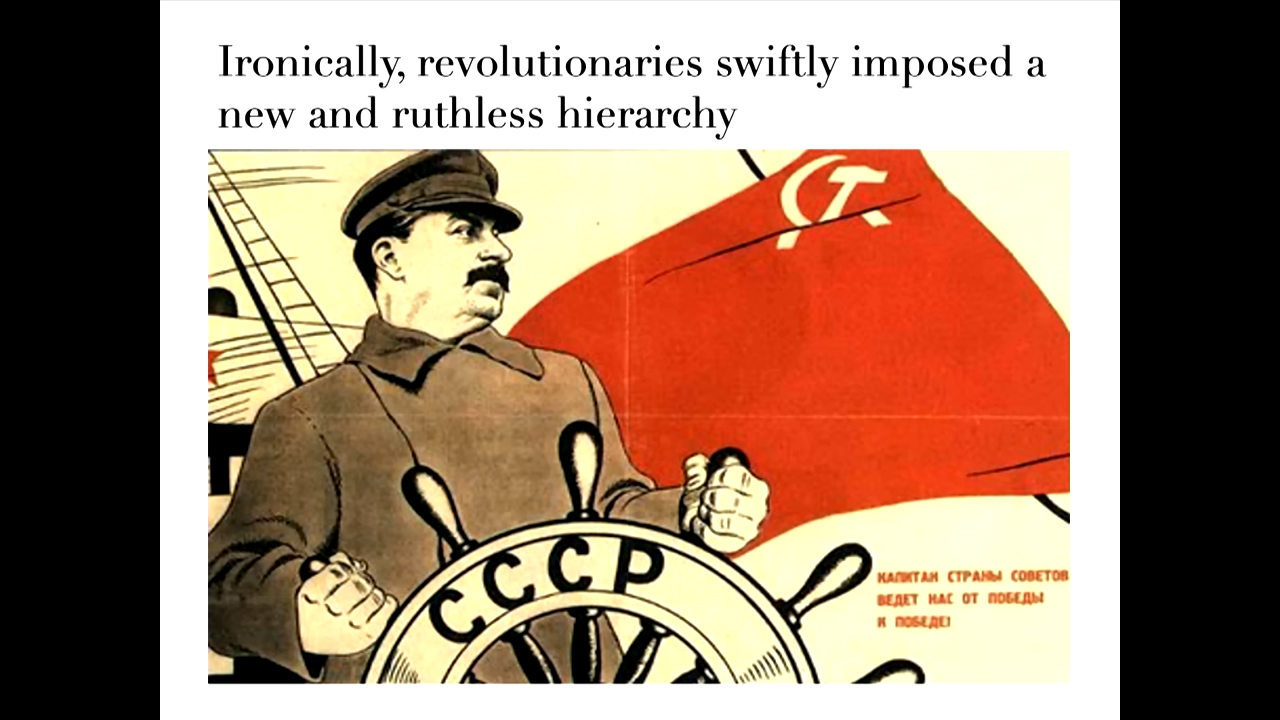 Ironically, revolutionaries swiftly imposed a
new and ruthless hierarchy
СССР
КАПИТАН СТРАНЫ СОВЕТОВ
ВЕДЕТ НАС ОТ ПОБЕДЫ
К ПОБЕДЕ!